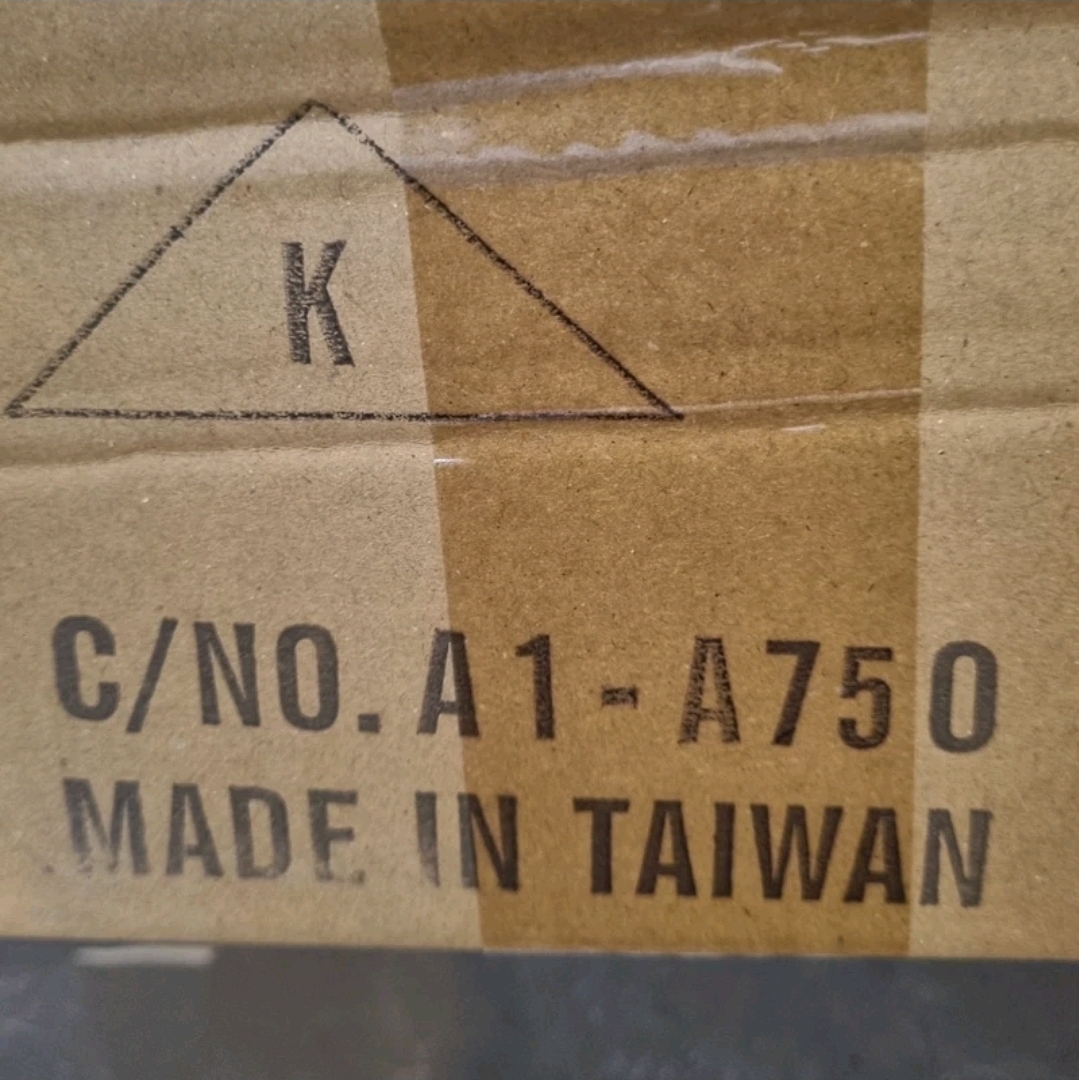 K
C/NO. A1 - A750
MADE IN TAIWAN